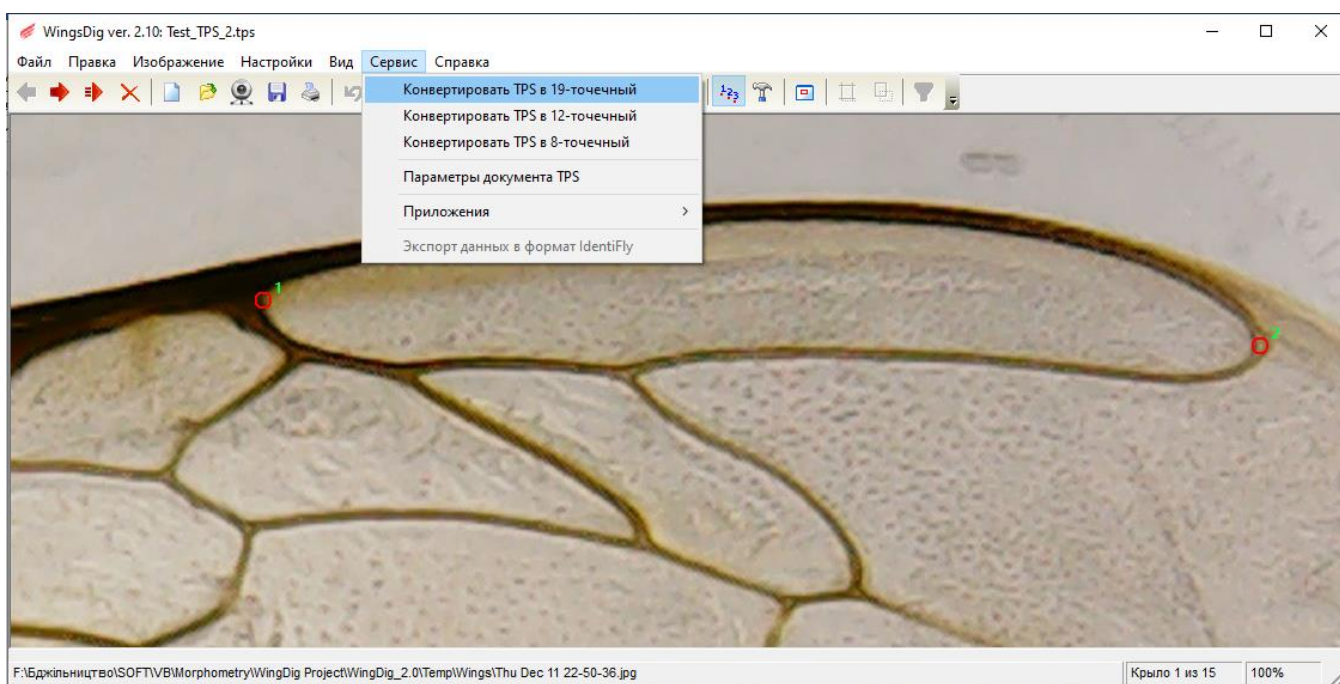 WingsDig ver. 2.10: Test_TPS_2.tps
Файл Правка Изображение Настройки Вид Сервис Справка
Конвертировать TPS в 19-точечный
123
Конвертировать TPS в 12-точечный
Конвертировать TPS в 8-точечный
Параметры документа TPS
Приложения
Экспорт данных в формат IdentiFly
1
2
F:\Бджільництво\SOFT\VB\Morphometry\WingDig Project\WingDig_2.0\Temp\Wings\Thu Dec 11 22-50-36.jpg Крыло 1 из 15 100%